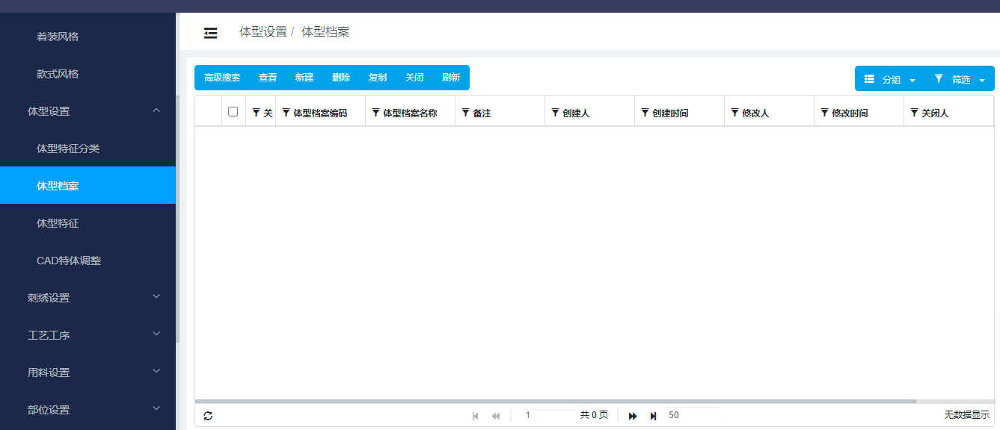 着装风格
款式风格
体型设置
体型特征分类
体型档案
体型特征
CAD特体调整
刺绣设置
工艺工序
用料设置
部位设置
体型设置 / 体型档案
高级搜索 查看 新建 删除 复制 关闭 刷新
分组 筛选
关 体型档案编码 体型档案名称 备注 创建人 创建时间 修改人 修改时间 关闭人
1 共 0 页 50 无数据显示